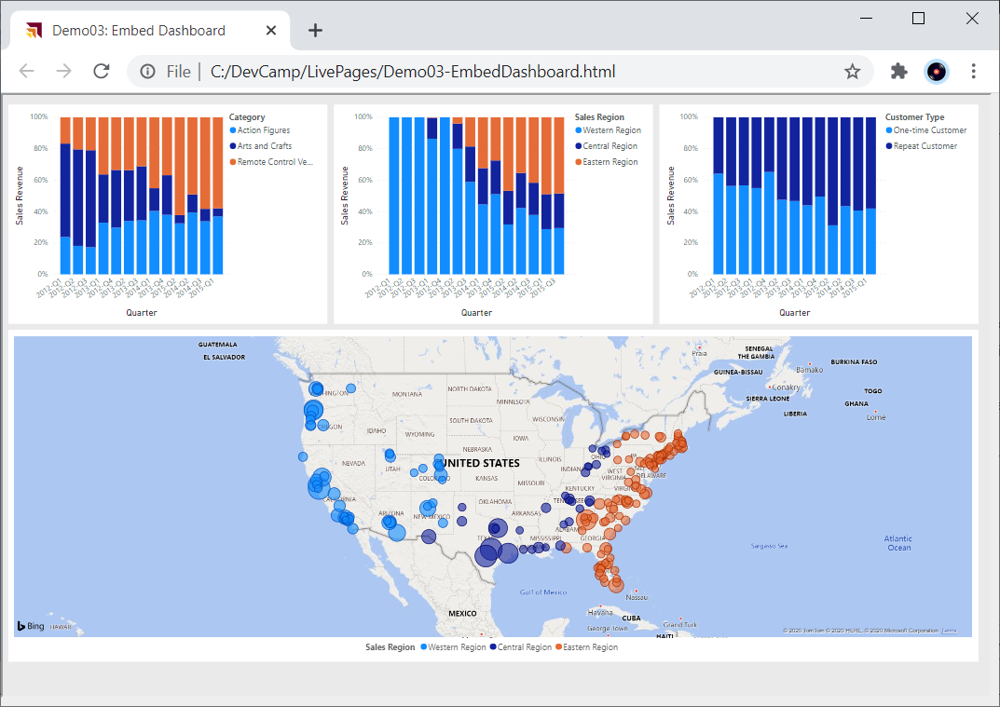 Demo03: Embed Dashboard
File | C:/DevCamp/LivePages/Demo03-EmbedDashboard.html
100%
80%
60%
40%
20%
0%
Sales Revenue
2012-Q1
2012-Q2
2012-Q3
2013-Q1
2012-Q4
2013-Q2
2013-Q3
2014-Q1
2013-Q4
2014-Q2
2014-Q3
2015-Q1
Quarter
Category
Action Figures
Arts and Crafts
Remote Control Ve...
100%
80%
60%
40%
20%
0%
Sales Revenue
2012-Q1
2012-Q2
2012-Q3
2013-Q1
2012-Q4
2013-Q2
2013-Q3
2014-Q1
2013-Q4
2014-Q2
2014-Q4
2015-Q1
2015-Q3
Quarter
Sales Region
Western Region
Central Region
Eastern Region
100%
80%
60%
40%
20%
0%
Sales Revenue
2012-Q1
2012-Q2
2012-Q3
2013-Q1
2012-Q4
2013-Q2
2013-Q3
2014-Q1
2013-Q4
2014-Q2
2014-Q3
2015-Q1
Quarter
Customer Type
One-time Customer
Repeat Customer
GUATEMALA
EL SALVADOR
Praia
SENEGAL
THE GAMBIA
GUINEA-BISSAU
Bamako
BURKINA FASO
Conakry
SIERRA LEONE
LIBERIA
TOGO
GHANA
Lomé
MONTANA
NORTH DAKOTA
MINNESOTA
SOUTH DAKOTA
WISCONSIN
IDAHO
WYOMING
IOWA
NEBRASKA
NEVADA
UTAH
UNITED STATES
ILLINOIS
KANSAS
MISSOURI
WEST
VIRGINIA
DELAWARE
KENTUCKY
ARIZONA
NEW MEXICO
OKLAHOMA
ARKANSAS
MISSISSIPPI
GEORGIA
Sargasso Sea
Atlantic
Ocean
Gulf of Mexico
Nassau
MEXICO
Havana
CUBA
George Town
Grand Turk
HAITI
Bing
HAWAII
© 2020 TomTom © 2020 HERE, © 2020 Microsoft Corporation Terms
Sales Region Western Region Central Region Eastern Region